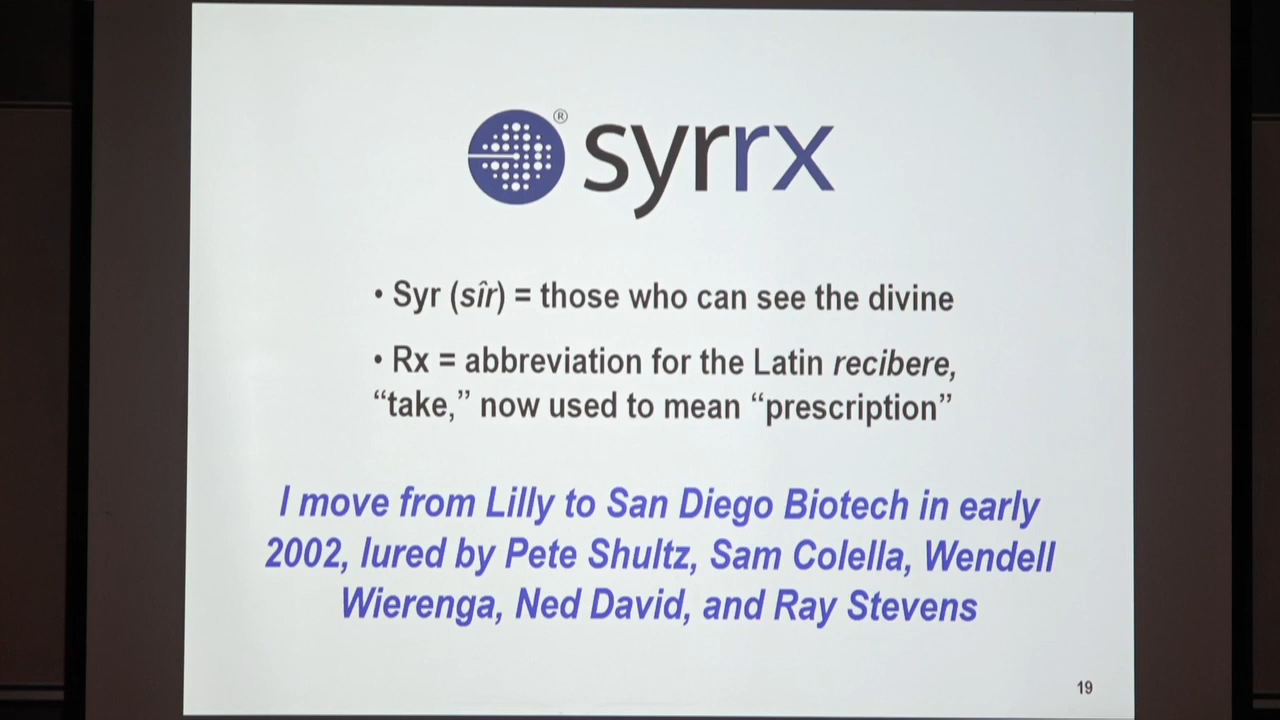 ® syrrx
• Syr (sîr) = those who can see the divine
• Rx = abbreviation for the Latin recibere,
“take,” now used to mean “prescription”
I move from Lilly to San Diego Biotech in early
2002, lured by Pete Shultz, Sam Colella, Wendell
Wierenga, Ned David, and Ray Stevens
19